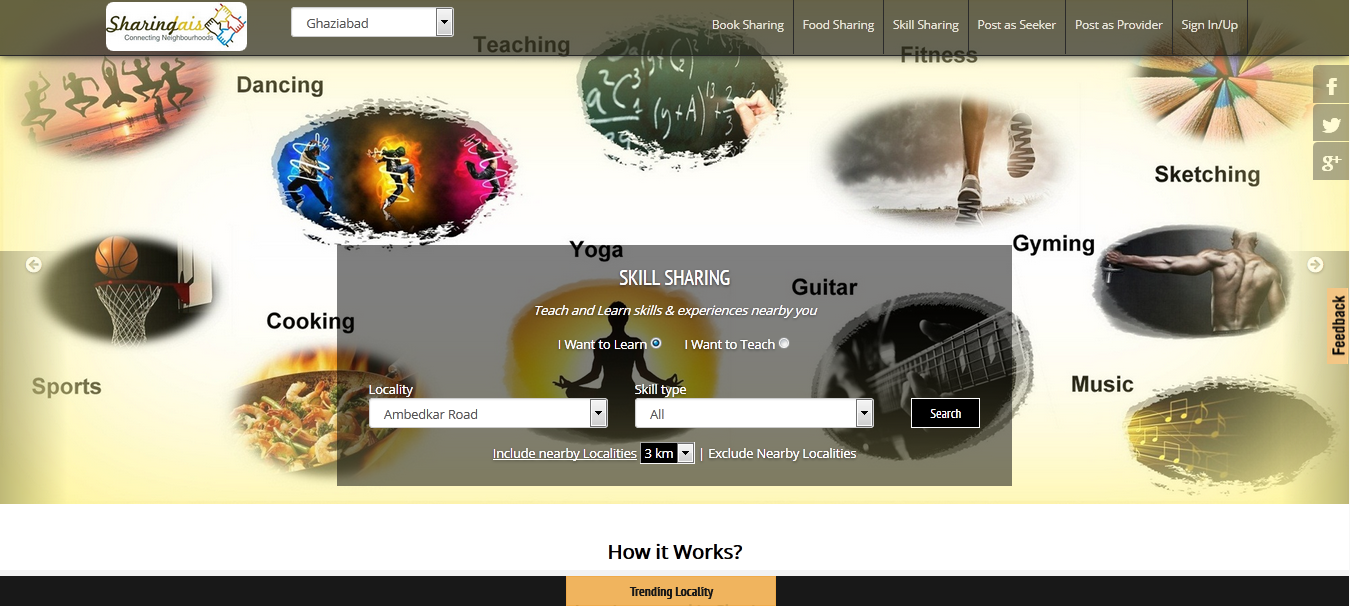 Sharingdais
Connecting Neighbourhoods
Ghaziabad
Book Sharing
Food Sharing
Skill Sharing
Post as Seeker
Post as Provider
Sign In/Up
Teaching
Fitness
Dancing
Sketching
Yoga
Gyming
SKILL SHARING
Guitar
Teach and Learn skills & experiences nearby you
Cooking
I Want to Learn
I Want to Teach
Feedback
Sports
Music
Locality
Skill type
Ambedkar Road
All
Search
Include nearby Localities 3 km | Exclude Nearby Localities
How it Works?
Trending Locality